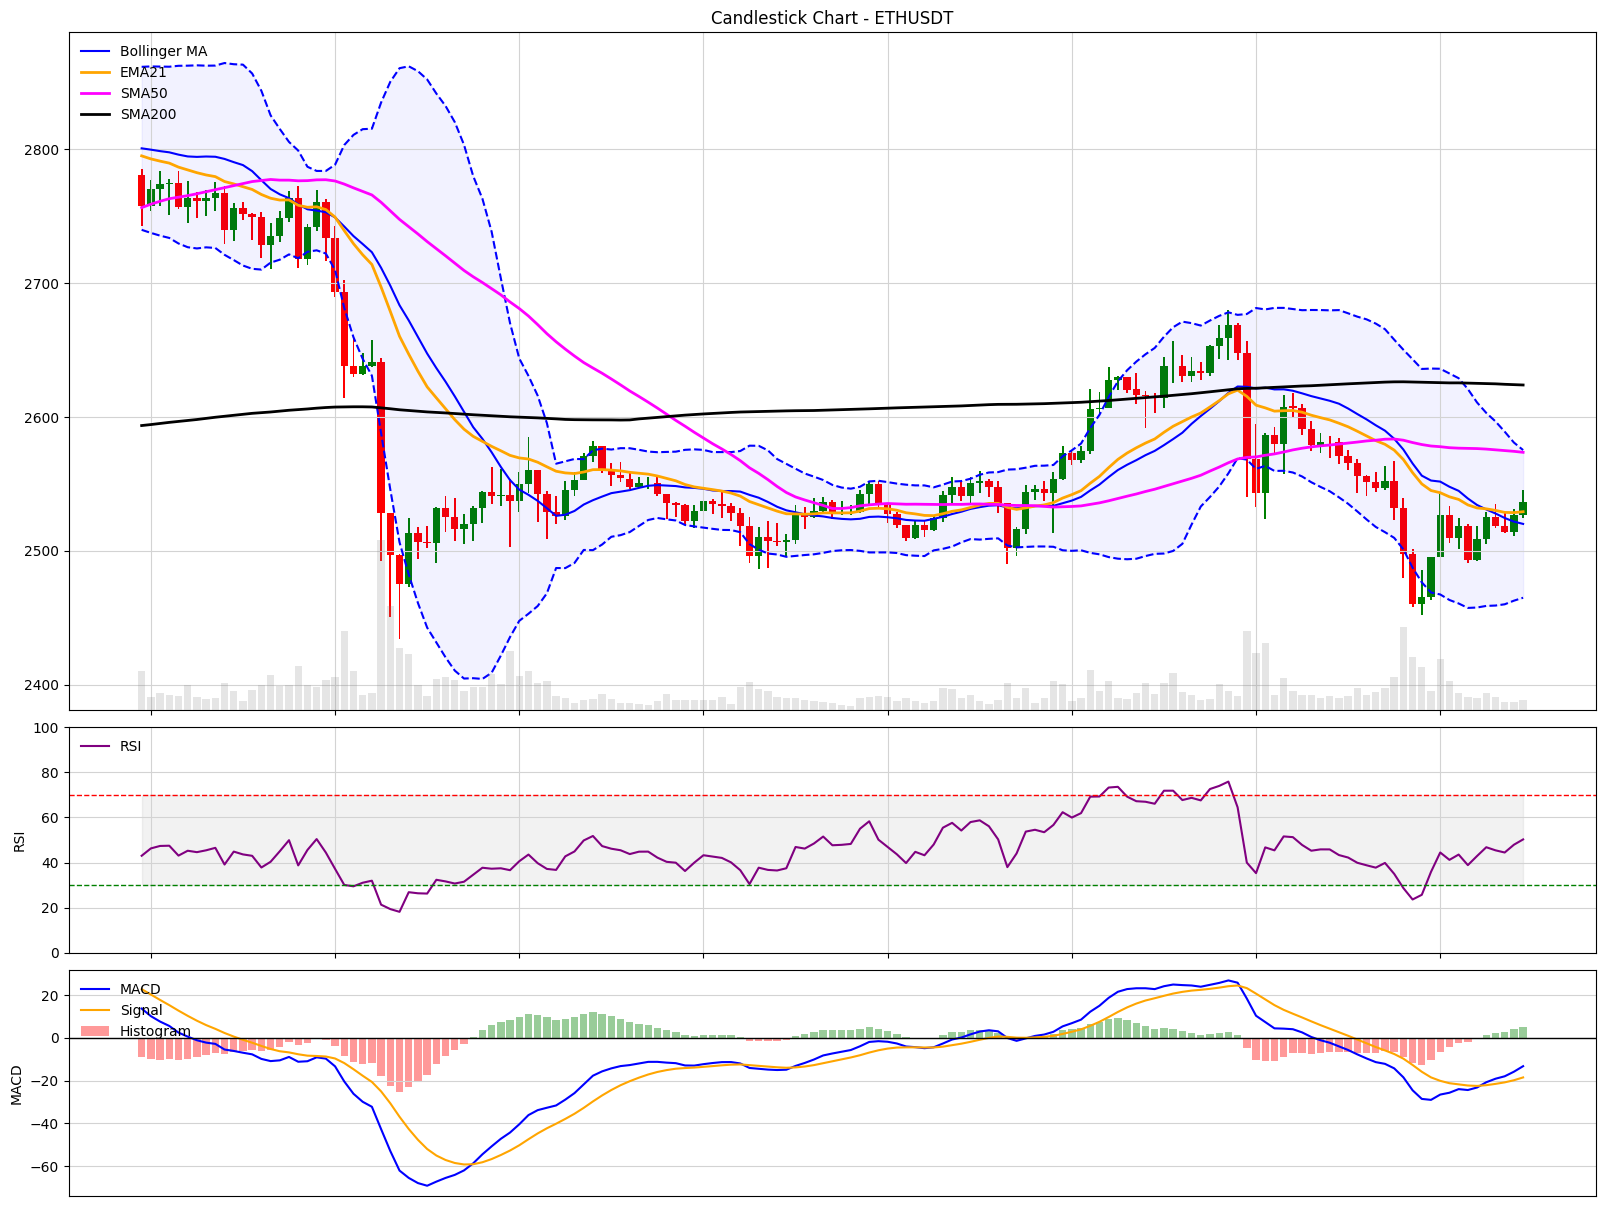 Candlestick Chart - ETHUSDT
Bollinger MA
EMA21
SMA50
SMA200
2800
2700
2600
2500
2400
100
RSI
80
60
RSI
40
20
0
MACD
20
Signal
Histogram
0
−20
MACD
−40
−60